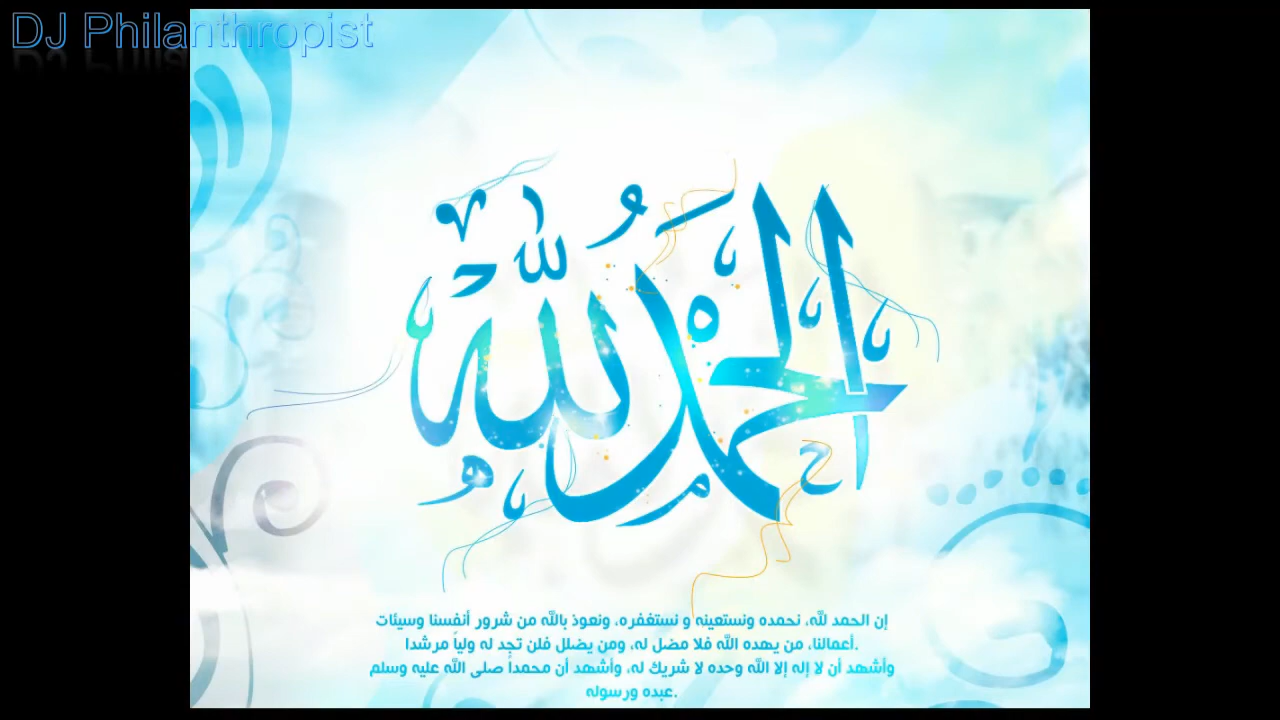 DJ Philanthropist
الحَمْدُ لِلّٰهِ
إن الحمد لله، نحمده ونستعينه و نستغفره، ونعوذ بالله من شرور أنفسنا وسيئات
أعمالنا، من يهده الله فلا مضل له، ومن يضلل فلن تجد له ولياً مرشدا.
وأشهد أن لا إله إلا الله وحده لا شريك له، وأشهد أن محمداً صلى الله عليه وسلم
عبده ورسوله.